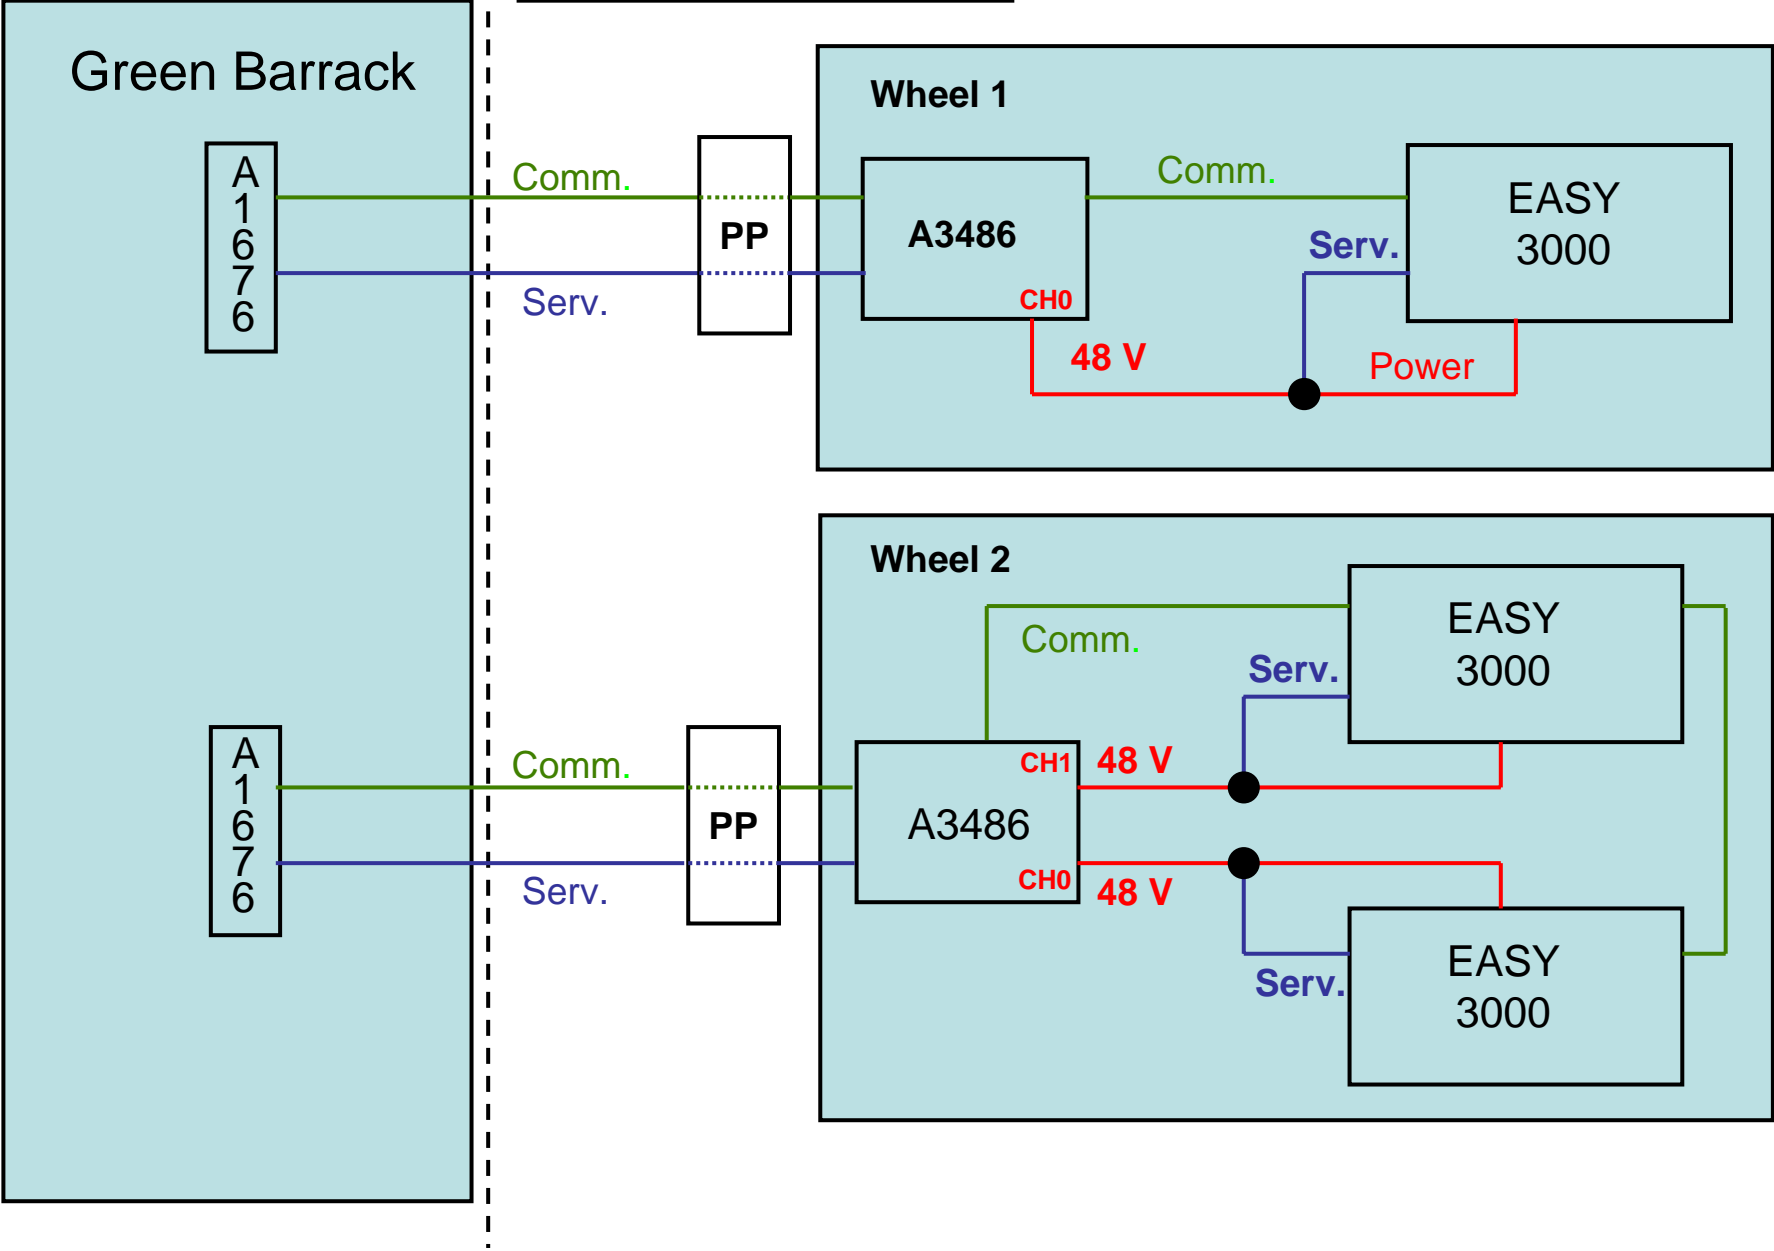 Green Barrack
A
1
6
7
6
Comm.
Serv.
PP
Wheel 1
A3486
CH0
48 V
Comm.
Serv.
Power
EASY
3000
A
1
6
7
6
Comm.
Serv.
PP
Wheel 2
Comm.
A3486
CH1
48 V
CH0
48 V
Serv.
EASY
3000
Serv.
EASY
3000